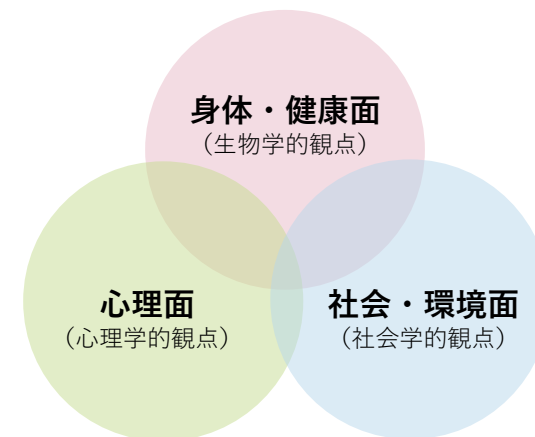 身体・健康面
（生物学的観点）
心理面
（心理学的観点）
社会・環境面
（社会学的観点）